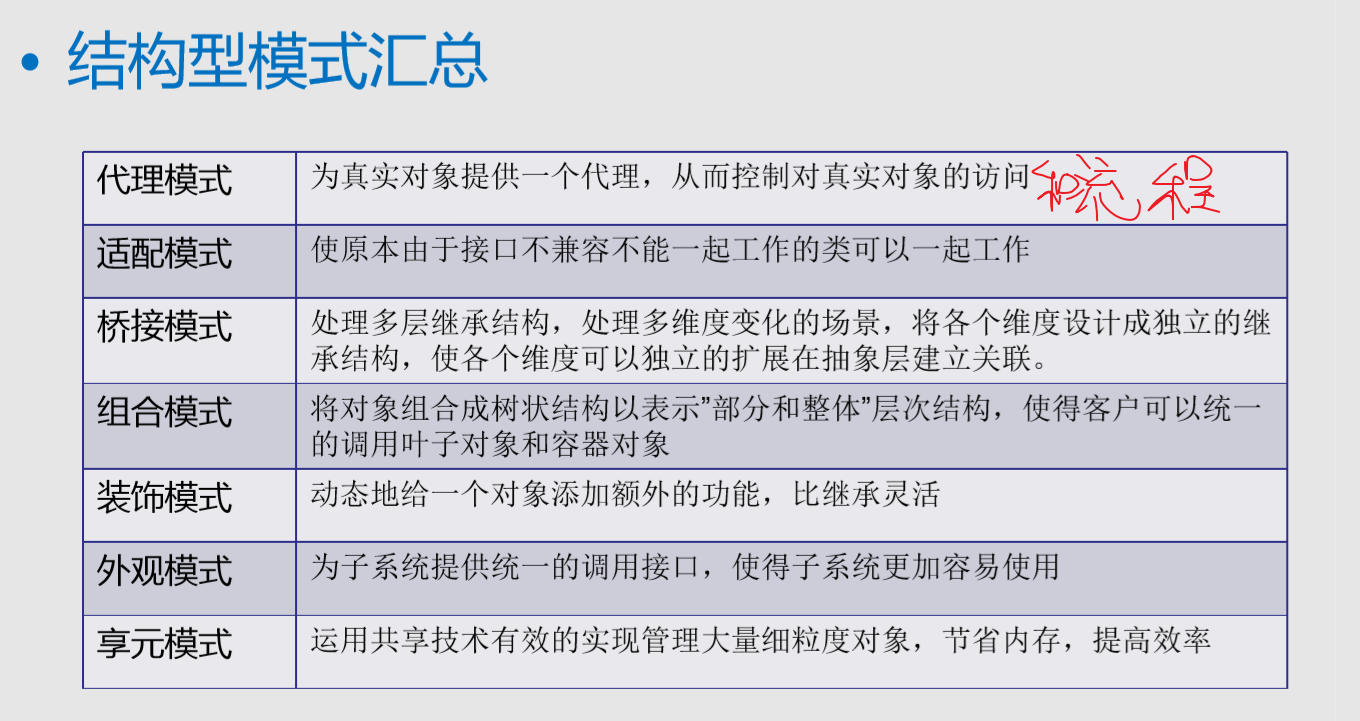 • 结构型模式汇总
代理模式 为真实对象提供一个代理，从而控制对真实对象的访问 和流程
适配模式 使原本由于接口不兼容不能一起工作的类可以一起工作
桥接模式 处理多层继承结构，处理多维度变化的场景，将各个维度设计成独立的继
承结构，使各个维度可以独立的扩展在抽象层建立关联。
组合模式 将对象组合成树状结构以表示”部分和整体”层次结构，使得客户可以统一
的调用叶子对象和容器对象
装饰模式 动态地给一个对象添加额外的功能，比继承灵活
外观模式 为子系统提供统一的调用接口，使得子系统更加容易使用
享元模式 运用共享技术有效的实现管理大量细粒度对象，节省内存，提高效率